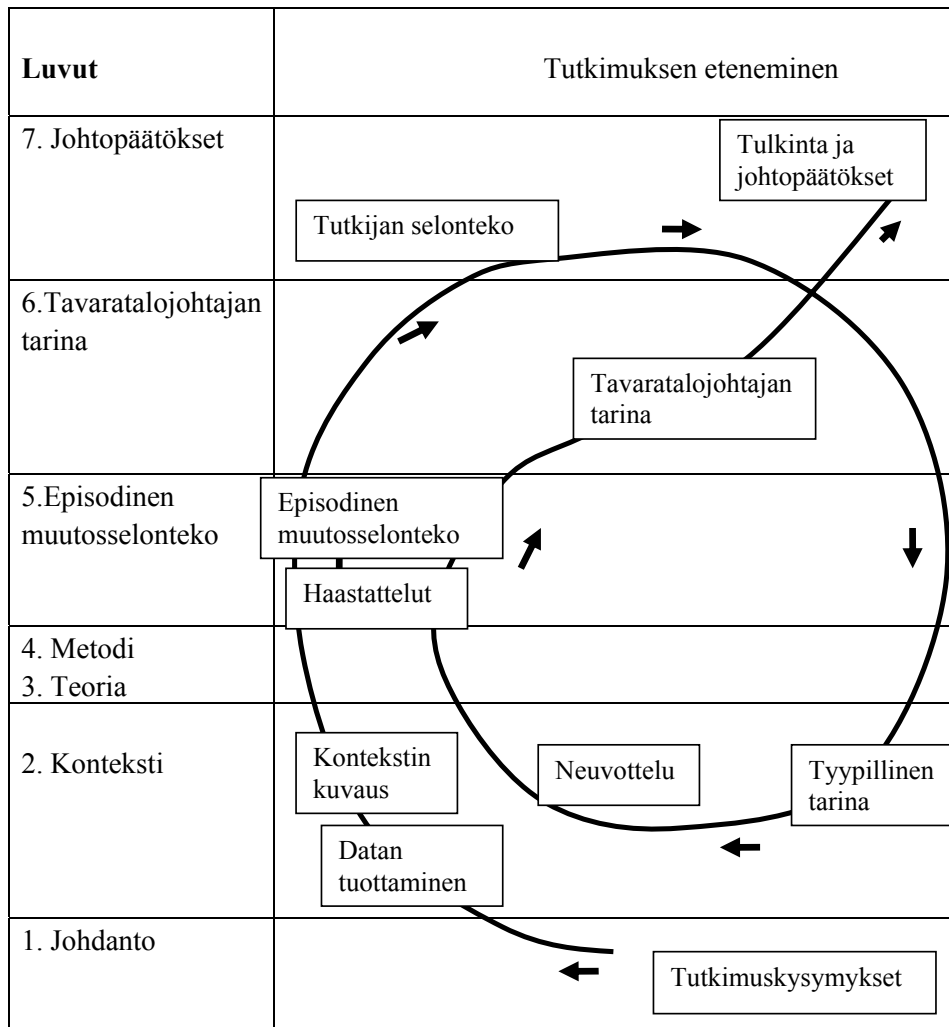 Luvut
Tutkimuksen eteneminen
7. Johtopäätökset
Tulkinta ja
johtopäätökset
Tutkijan selonteko
6.Tavaratalojohtajan
tarina
Tavaratalojohtajan
tarina
5.Episodinen
muutosselonteko
Episodinen
muutosselonteko
Haastattelut
4. Metodi
3. Teoria
2. Konteksti
Kontekstin
kuvaus
Neuvottelu
Tyypillinen
tarina
Datan
tuottaminen
1. Johdanto
Tutkimuskysymykset